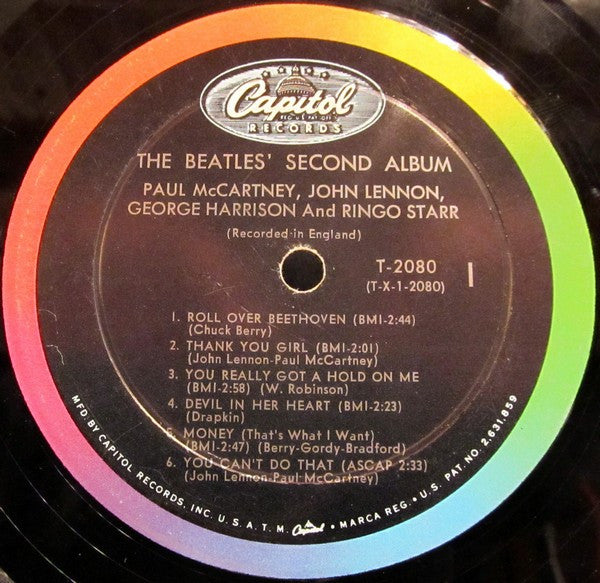 Capitol
REG. U.S. PAT. OFF.
RECORDS
THE BEATLES' SECOND ALBUM
PAUL McCARTNEY, JOHN LENNON,
GEORGE HARRISON And RINGO STARR
(Recorded in England)
T-2080
(T-X-1-2080)
1
1. ROLL OVER BEETHOVEN (BMI-2:44)
(Chuck Berry)
2. THANK YOU GIRL (BMI-2:01)
(John Lennon-Paul McCartney)
3. YOU REALLY GOT A HOLD ON ME
(BMI-2:58) (W. Robinson)
4. DEVIL IN HER HEART (BMI-2:23)
(Drapkin)
5. MONEY (That's What I Want)
(BMI-2:47) (Berry-Gordy-Bradford)
6. YOU CAN'T DO THAT (ASCAP 2:33)
(John Lennon-Paul McCartney)
MFD. BY CAPITOL RECORDS, INC. U.S.A. T.M. Capitol • MARCA REG. • U.S. PAT. NO. 2,631,859